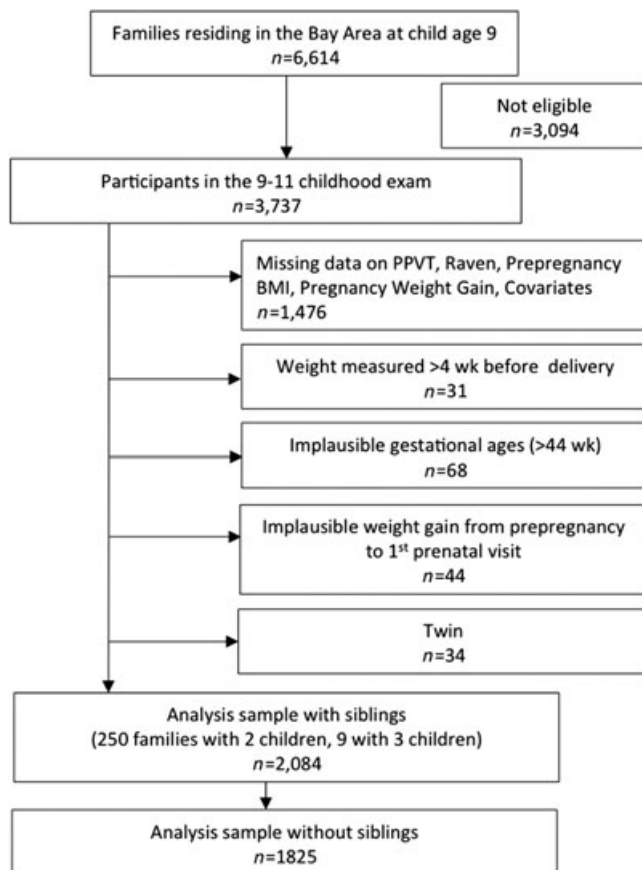 Families residing in the Bay Area at child age 9
n=6,614
Not eligible
n=3,094
Participants in the 9-11 childhood exam
n=3,737
Missing data on PPVT, Raven, Prepregnancy
BMI, Pregnancy Weight Gain, Covariates
n=1,476
Weight measured >4 wk before delivery
n=31
Implausible gestational ages (>44 wk)
n=68
Implausible weight gain from prepregnancy
to 1st prenatal visit
n=44
Twin
n=34
Analysis sample with siblings
(250 families with 2 children, 9 with 3 children)
n=2,084
Analysis sample without siblings
n=1825